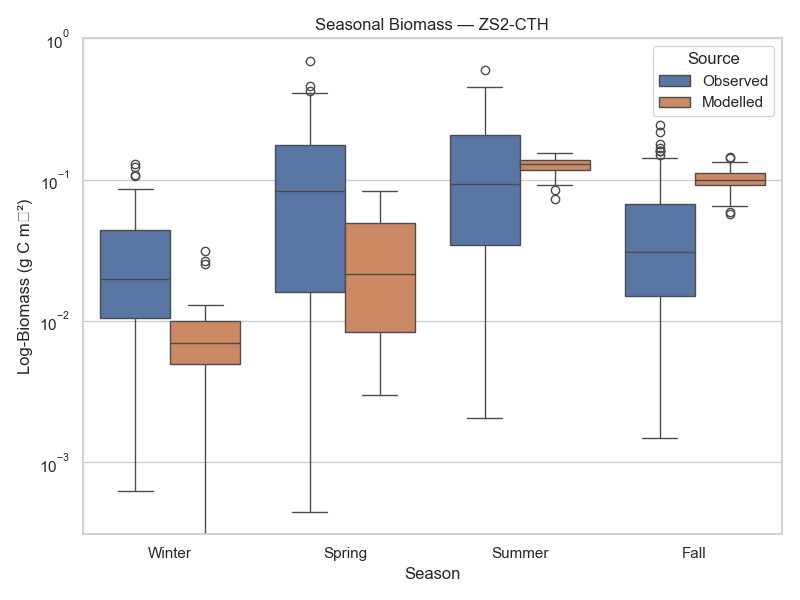 Seasonal Biomass — ZS2-CTH
Source
Observed
Modelled
Log-Biomass (g C m□²)
10⁰
10⁻¹
10⁻²
10⁻³
Winter
Spring
Summer
Fall
Season